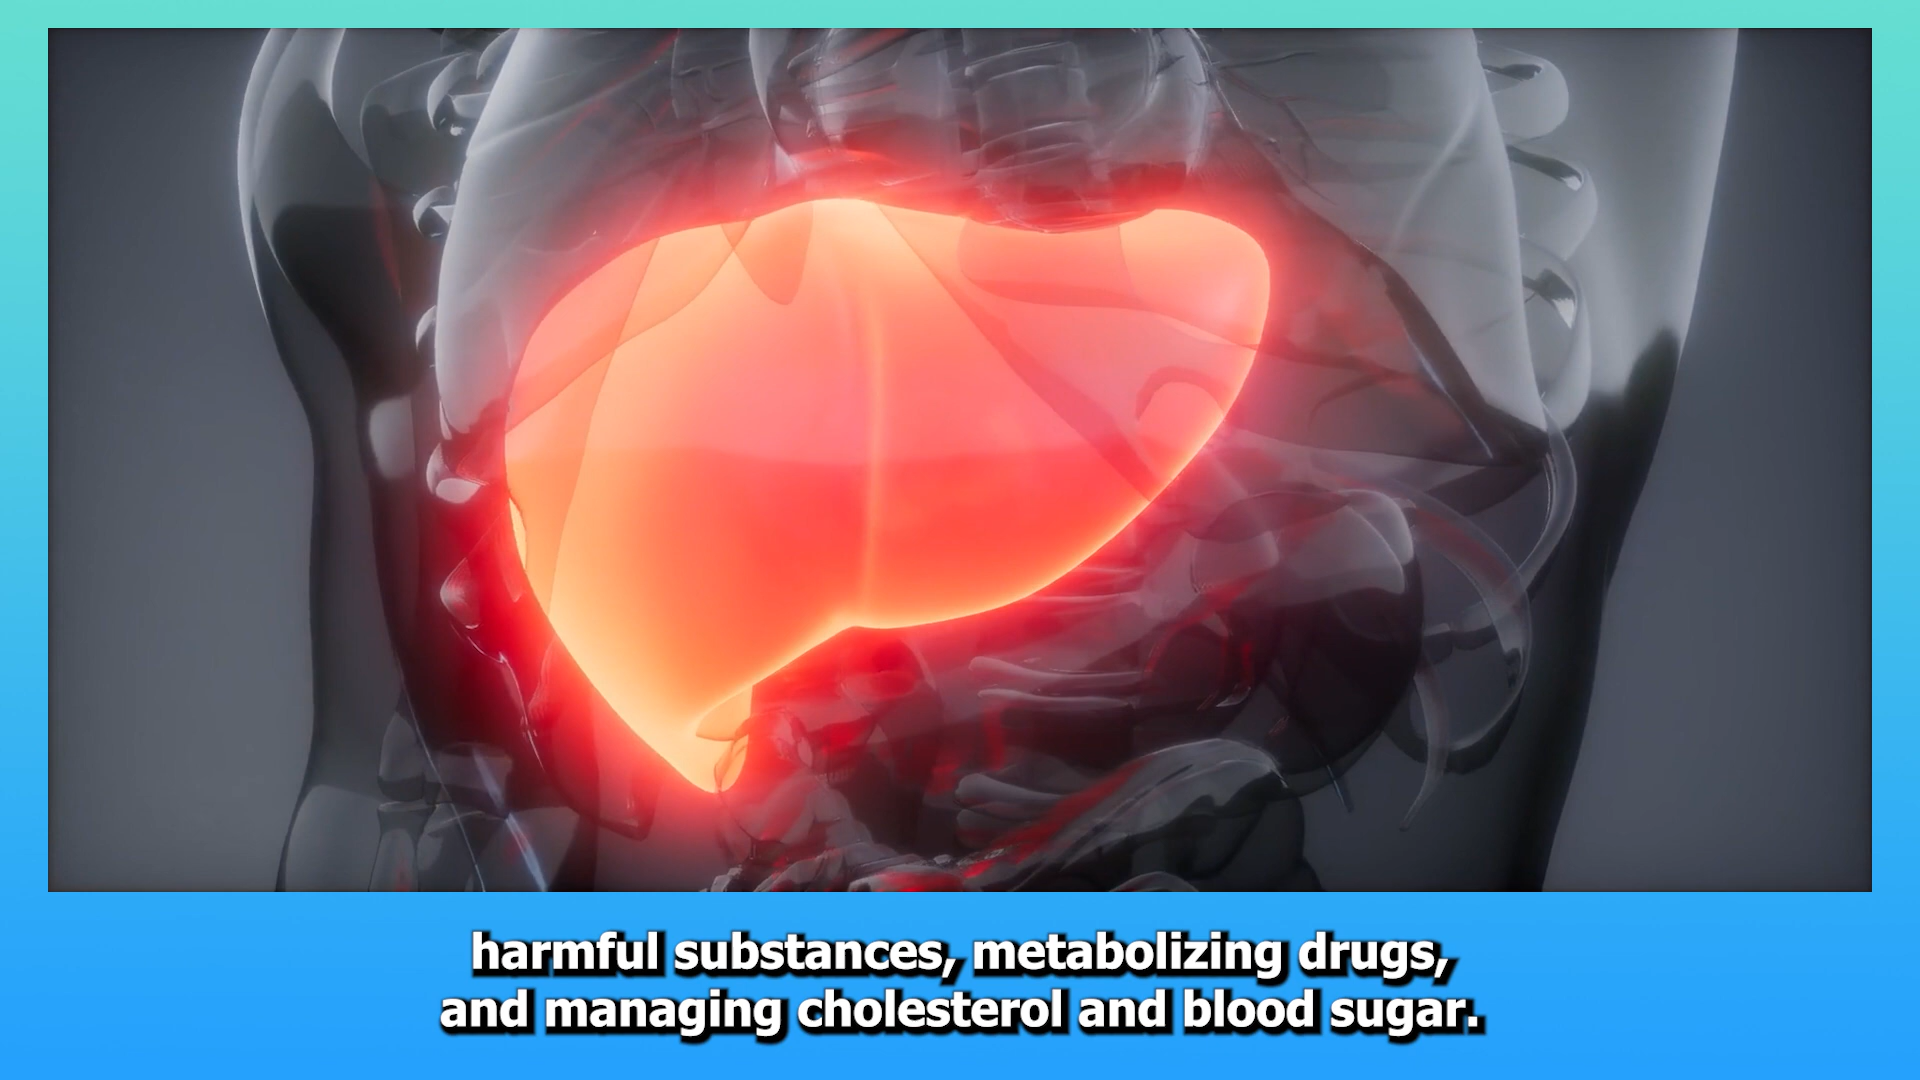 harmful substances, metabolizing drugs,
and managing cholesterol and blood sugar.